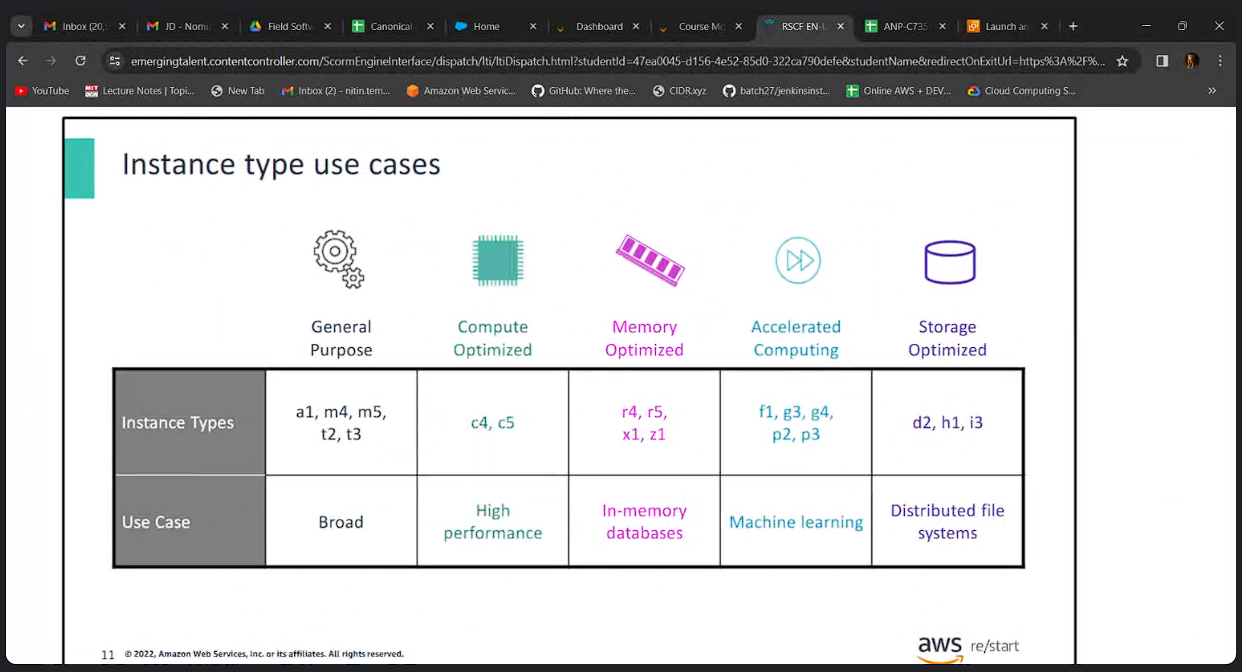 Inbox (20,
JD - Nomi
Field Softw
Canonical
Home
Dashboard
Course Mo
RSCF EN-L
ANP-C735
Launch an
emergingtalent.contentcontroller.com/ScormEngineInterface/dispatch/lti/ltiDispatch.html?studentId=47ea0045-d156-4e52-85d0-322ca790defe&studentName&redirectOnExitUrl=https%3A%2F%...
YouTube
MIT OCW Lecture Notes | Topi...
New Tab
Inbox (2) - nitin.tem...
Amazon Web Servic...
GitHub: Where the...
CIDR.xyz
batch27/jenkinsinst...
Online AWS + DEV...
Cloud Computing S...
Instance type use cases
General
Purpose
Compute
Optimized
Memory
Optimized
Accelerated
Computing
Storage
Optimized
Instance Types
a1, m4, m5,
t2, t3
c4, c5
r4, r5,
x1, z1
f1, g3, g4,
p2, p3
d2, h1, i3
Use Case
Broad
High
performance
In-memory
databases
Machine learning
Distributed file
systems
11 © 2022, Amazon Web Services, Inc. or its affiliates. All rights reserved.
aws re/start